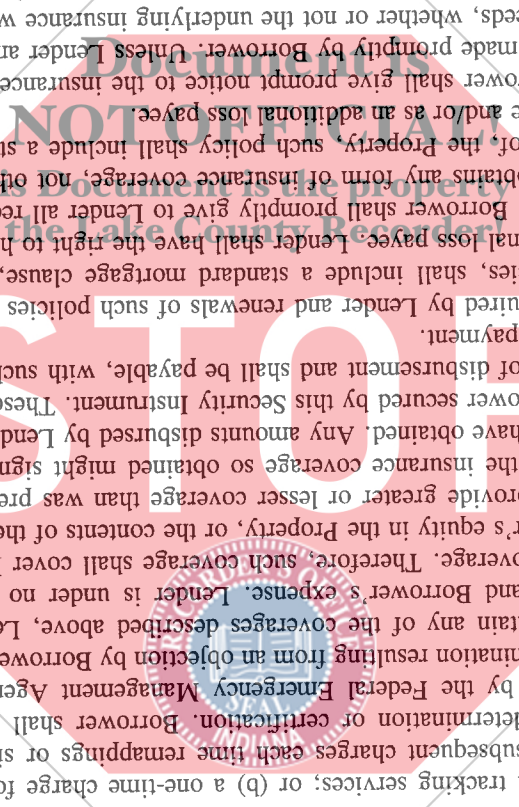 tracking services; or (b) a one-time charge fo
subsequent charges each time remappings or si
determination or certification. Borrower shall
by the Federal Emergency Management Agen
mination resulting from an objection by Borrowe
tain any of the coverages described above, Le
and Borrower's expense. Lender is under no
overage. Therefore, such coverage shall cover
r's equity in the Property, or the contents of the
provide greater or lesser coverage than was pre
the insurance coverage so obtained might sign
have obtained. Any amounts disbursed by Lend
ower secured by this Security Instrument. These
of disbursement and shall be payable, with suc
payment.
uired by Lender and renewals of such policies
ies, shall include a standard mortgage clause,
nal loss payee. Lender shall have the right to h
Borrower shall promptly give to Lender all rec
btains any form of insurance coverage, not oth
of, the Property, such policy shall include a st
e and/or as an additional loss payee.
rower shall give prompt notice to the insurance
made promptly by Borrower. Unless Lender an
eds, whether or not the underlying insurance w
Document is
NOT OFFICIAL!
is Document is the property
the Lake County Recorder!
STOP
RECORDER'S OFFICE
SEAL
INDIANA